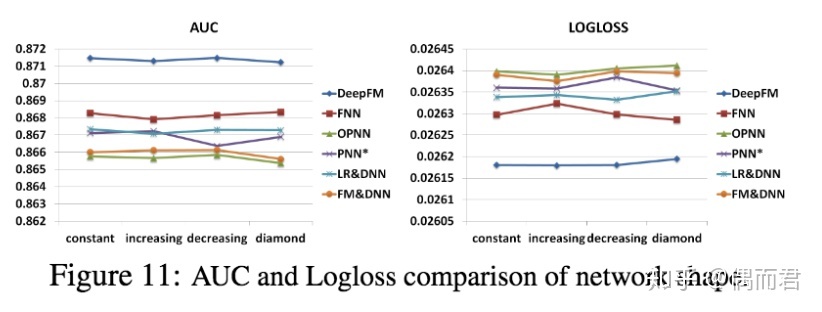 AUC
0.872
0.871
0.87
0.869
0.868
0.867
0.866
0.865
0.864
0.863
0.862
constant increasing decreasing diamond
DeepFM
FNN
OPNN
PNN*
LR&DNN
FM&DNN
LOGLOSS
0.02645
0.0264
0.02635
0.0263
0.02625
0.0262
0.02615
0.0261
0.02605
constant increasing decreasing diamond
DeepFM
FNN
OPNN
PNN*
LR&DNN
FM&DNN
Figure 11: AUC and Logloss comparison of network shape.
知乎 @偶而君